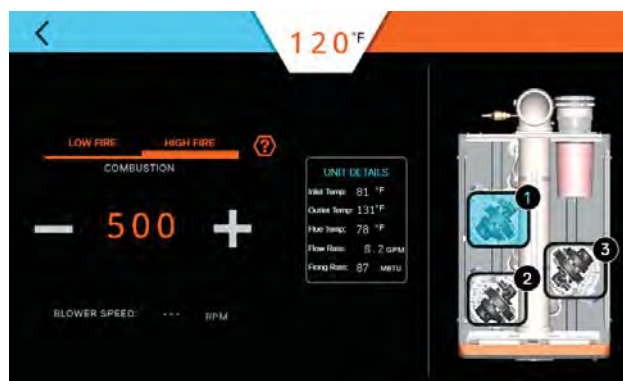 120°F
LOW FIRE HIGH FIRE ?
COMBUSTION
500
BLOWER SPEED: --- RPM
UNIT DETAILS
Inlet Temp: 81 °F
Outlet Temp: 131°F
Flue Temp: 78 °F
Flow Rate: 8.2 GPM
Firing Rate: 87 MBTU
1
2
3